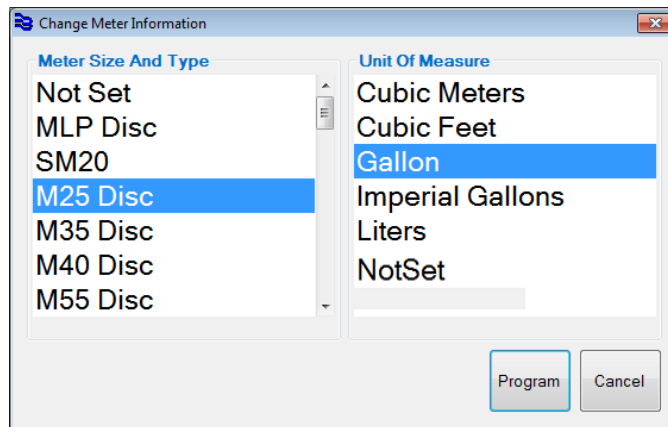 Change Meter Information
Meter Size And Type
Not Set
MLP Disc
SM20
M25 Disc
M35 Disc
M40 Disc
M55 Disc
Unit Of Measure
Cubic Meters
Cubic Feet
Gallon
Imperial Gallons
Liters
NotSet
Program
Cancel